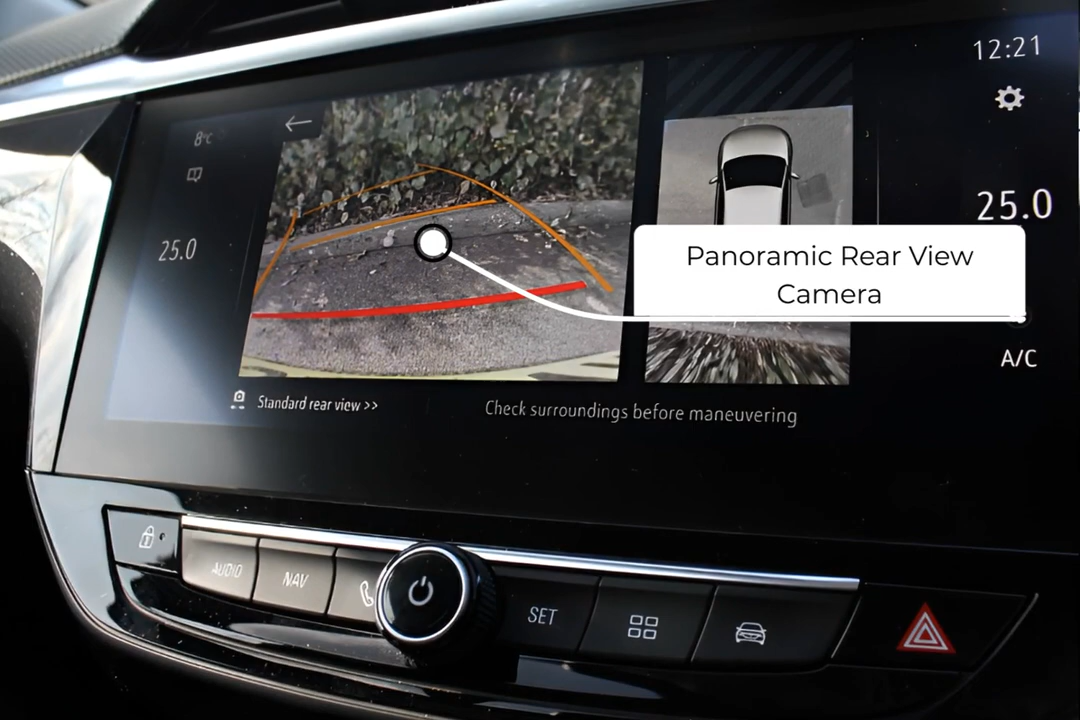 12:21
8°C
25.0
25.0
Panoramic Rear View
Camera
A/C
Standard rear view >>
Check surroundings before maneuvering
AUDIO
NAV
SET